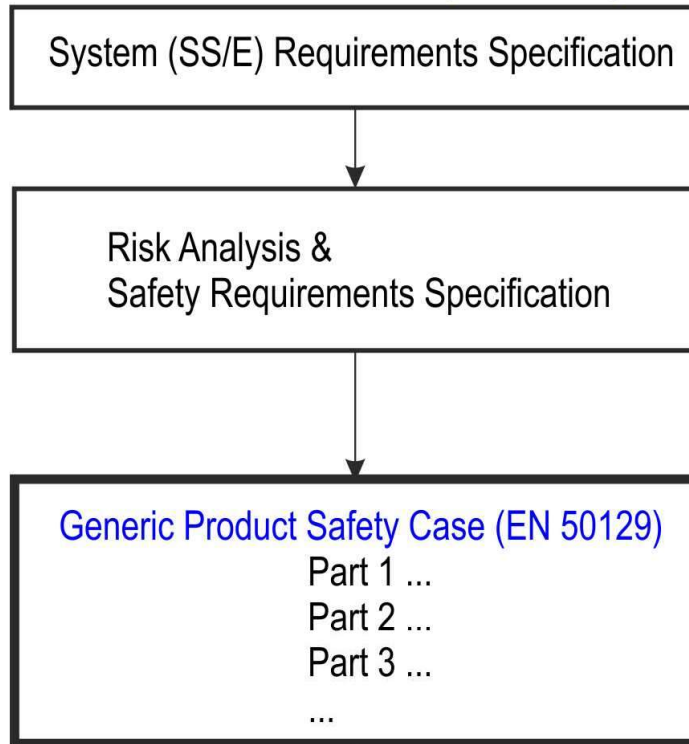 System (SS/E) Requirements Specification
Risk Analysis &
Safety Requirements Specification
Generic Product Safety Case (EN 50129)
Part 1 ...
Part 2 ...
Part 3 ...
...